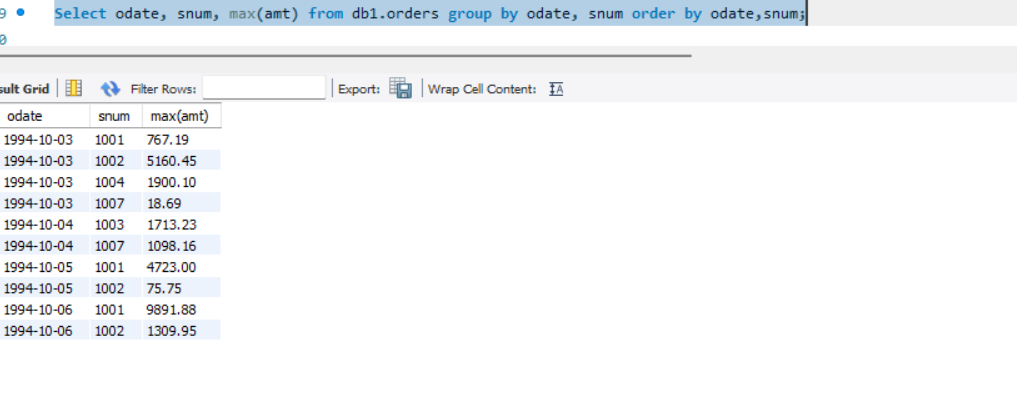 9 Select odate, snum, max(amt) from db1.orders group by odate, snum order by odate,snum;
0
sult Grid Filter Rows: Export: Wrap Cell Content: IA
odate snum max(amt)
1994-10-03 1001 767.19
1994-10-03 1002 5160.45
1994-10-03 1004 1900.10
1994-10-03 1007 18.69
1994-10-04 1003 1713.23
1994-10-04 1007 1098.16
1994-10-05 1001 4723.00
1994-10-05 1002 75.75
1994-10-06 1001 9891.88
1994-10-06 1002 1309.95